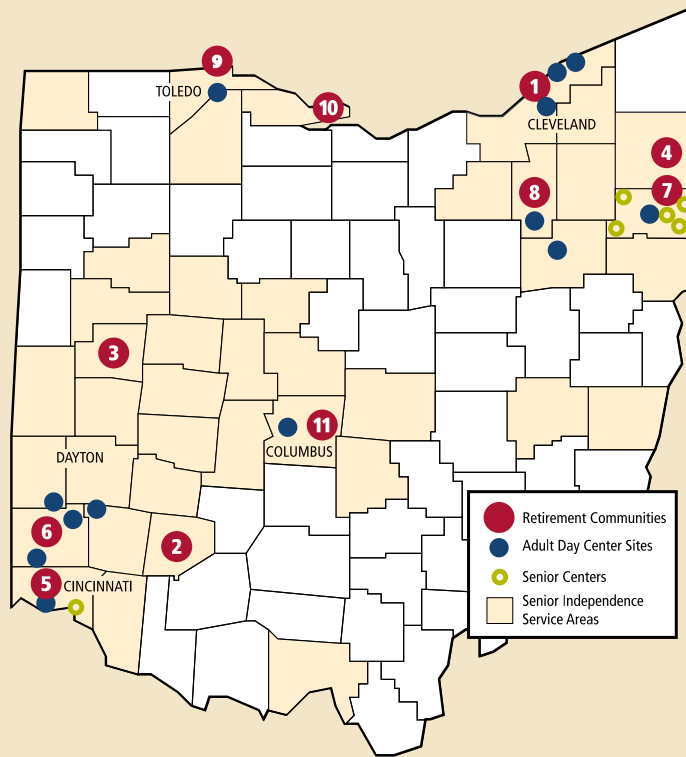 9
TOLEDO
10
1
CLEVELAND
4
7
8
3
11
COLUMBUS
DAYTON
6
2
5
CINCINNATI
Retirement Communities
Adult Day Center Sites
Senior Centers
Senior Independence
Service Areas